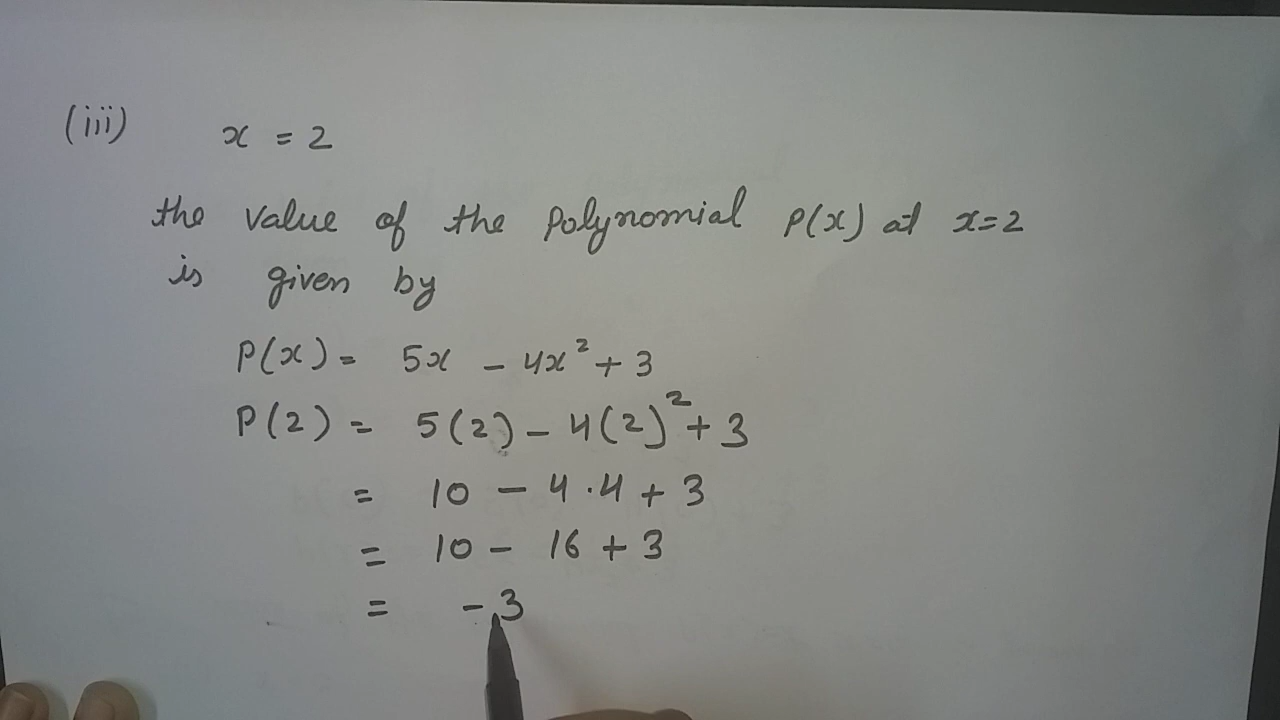 (iii) x = 2
the value of the polynomial P(x) at x=2
is given by
P(x) = 5x - 4x² + 3
P(2) = 5(2) - 4(2)² + 3
= 10 - 4·4 + 3
= 10 - 16 + 3
= -3